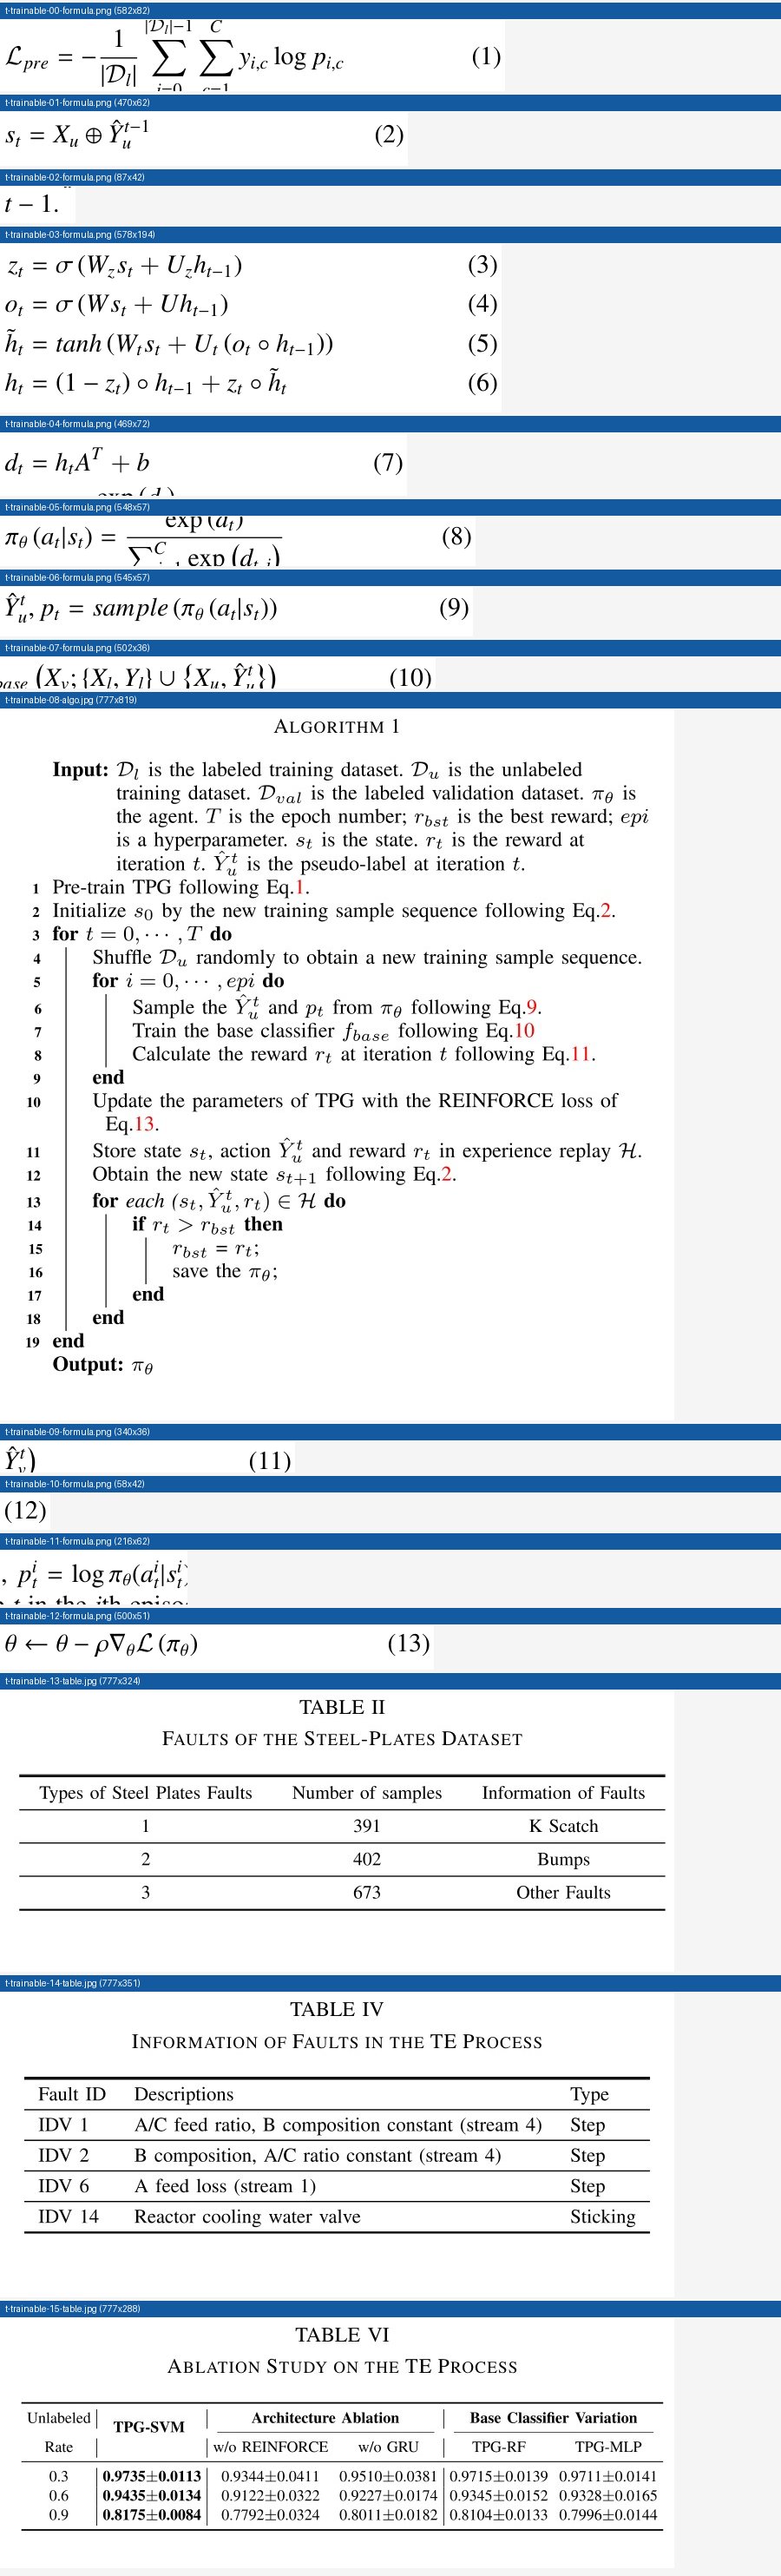 t-trainable-00-formula.png (582x82)
ℒ_pre = − 1/|𝒟_l| ∑_{i=0}^{|𝒟_l|−1} ∑_{c=1}^{C} y_{i,c} log p_{i,c} (1)
t-trainable-01-formula.png (470x62)
s_t = X_u ⊕ Ŷ_u^{t−1} (2)
t-trainable-02-formula.png (87x42)
t − 1.
t-trainable-03-formula.png (578x194)
z_t = σ (W_z s_t + U_z h_{t−1}) (3)
o_t = σ (W s_t + U h_{t−1}) (4)
h̃_t = tanh (W_t s_t + U_t (o_t ∘ h_{t−1})) (5)
h_t = (1 − z_t) ∘ h_{t−1} + z_t ∘ h̃_t (6)
t-trainable-04-formula.png (469x72)
d_t = h_t A^T + b (7)
t-trainable-05-formula.png (548x57)
π_θ (a_t|s_t) = exp (a_t) / ∑^C exp (d_{t,i}) (8)
t-trainable-06-formula.png (545x57)
Ŷ_u^t, p_t = sample (π_θ (a_t|s_t)) (9)
t-trainable-07-formula.png (502x36)
base (X_v; {X_l, Y_l} ∪ {X_u, Ŷ_u^t}) (10)
t-trainable-08-algo.jpg (777x819)
ALGORITHM 1
Input: 𝒟_l is the labeled training dataset. 𝒟_u is the unlabeled
training dataset. 𝒟_val is the labeled validation dataset. π_θ is
the agent. T is the epoch number; r_bst is the best reward; epi
is a hyperparameter. s_t is the state. r_t is the reward at
iteration t. Ŷ_u^t is the pseudo-label at iteration t.
1 Pre-train TPG following Eq.1.
2 Initialize s_0 by the new training sample sequence following Eq.2.
3 for t = 0, ⋯ , T do
4 Shuffle 𝒟_u randomly to obtain a new training sample sequence.
5 for i = 0, ⋯ , epi do
6 Sample the Ŷ_u^t and p_t from π_θ following Eq.9.
7 Train the base classifier f_base following Eq.10
8 Calculate the reward r_t at iteration t following Eq.11.
9 end
10 Update the parameters of TPG with the REINFORCE loss of
Eq.13.
11 Store state s_t, action Ŷ_u^t and reward r_t in experience replay ℋ.
12 Obtain the new state s_{t+1} following Eq.2.
13 for each (s_t, Ŷ_u^t, r_t) ∈ ℋ do
14 if r_t > r_bst then
15 r_bst = r_t;
16 save the π_θ;
17 end
18 end
19 end
Output: π_θ
t-trainable-09-formula.png (340x36)
Ŷ_v^t) (11)
t-trainable-10-formula.png (58x42)
(12)
t-trainable-11-formula.png (216x62)
, p_t^i = log π_θ(a_t^i|s_t^i)
t in the ith
t-trainable-12-formula.png (500x51)
θ ← θ − ρ∇_θ ℒ (π_θ) (13)
t-trainable-13-table.jpg (777x324)
TABLE II
FAULTS OF THE STEEL-PLATES DATASET
Types of Steel Plates Faults Number of samples Information of Faults
1 391 K Scatch
2 402 Bumps
3 673 Other Faults
t-trainable-14-table.jpg (777x351)
TABLE IV
INFORMATION OF FAULTS IN THE TE PROCESS
Fault ID Descriptions Type
IDV 1 A/C feed ratio, B composition constant (stream 4) Step
IDV 2 B composition, A/C ratio constant (stream 4) Step
IDV 6 A feed loss (stream 1) Step
IDV 14 Reactor cooling water valve Sticking
t-trainable-15-table.jpg (777x288)
TABLE VI
ABLATION STUDY ON THE TE PROCESS
Unlabeled Rate TPG-SVM Architecture Ablation Base Classifier Variation
w/o REINFORCE w/o GRU TPG-RF TPG-MLP
0.3 0.9735±0.0113 0.9344±0.0411 0.9510±0.0381 0.9715±0.0139 0.9711±0.0141
0.6 0.9435±0.0134 0.9122±0.0322 0.9227±0.0174 0.9345±0.0152 0.9328±0.0165
0.9 0.8175±0.0084 0.7792±0.0324 0.8011±0.0182 0.8104±0.0133 0.7996±0.0144